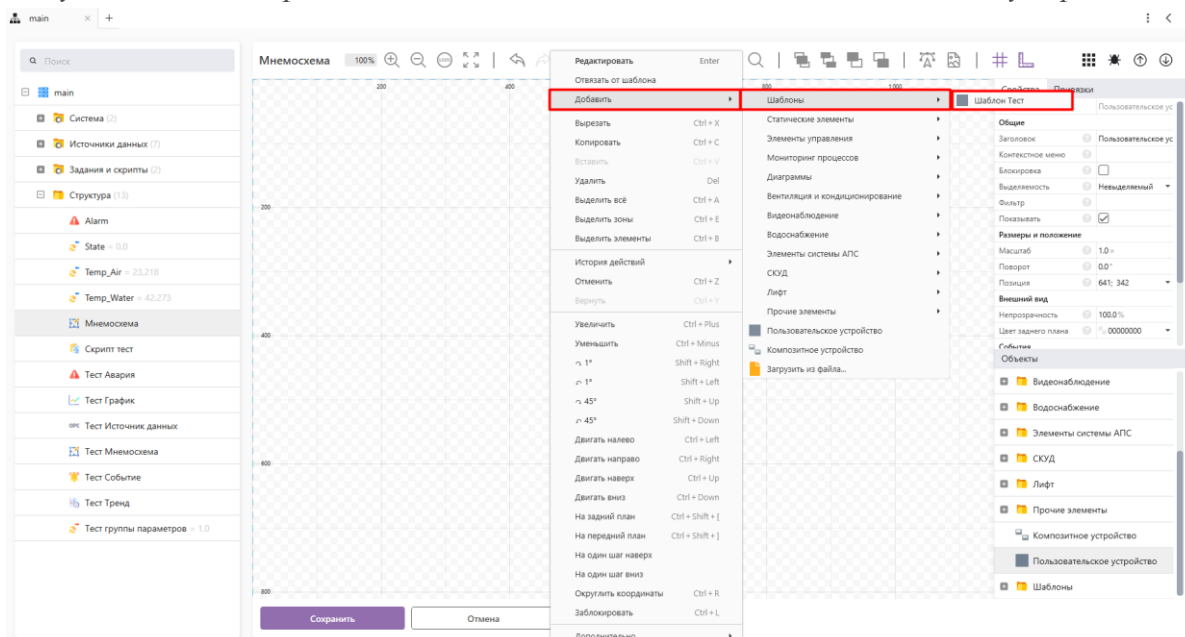 main × +
Поиск
main
Система (2)
Источники данных (7)
Задания и скрипты (2)
Структура (13)
Alarm
State = 0.0
Temp_Air = 23,218
Temp_Water = 42,273
Мнемосхема
Скрипт тест
Тест Авария
Тест График
OPC Тест Источник данных
Тест Мнемосхема
Тест Событие
Тест Тренд
Тест группы параметров = 1.0
Мнемосхема 100%
200 400 1000
200
400
600
800
Сохранить Отмена
Редактировать Enter
Отвязать от шаблона
Добавить
Вырезать Ctrl + X
Копировать Ctrl + C
Вставить Ctrl + V
Удалить Del
Выделить всё Ctrl + A
Выделить зоны Ctrl + E
Выделить элементы Ctrl + B
История действий
Отменить Ctrl + Z
Вернуть Ctrl + Y
Увеличить Ctrl + Plus
Уменьшить Ctrl + Minus
1° Shift + Right
1° Shift + Left
45° Shift + Up
45° Shift + Down
Двигать налево Ctrl + Left
Двигать направо Ctrl + Right
Двигать наверх Ctrl + Up
Двигать вниз Ctrl + Down
На задний план Ctrl + Shift + [
На передний план Ctrl + Shift + ]
На один шаг наверх
На один шаг вниз
Округлить координаты Ctrl + R
Заблокировать Ctrl + L
Дополнительно
Шаблоны
Статические элементы
Элементы управления
Мониторинг процессов
Диаграммы
Вентиляция и кондиционирование
Видеонаблюдение
Водоснабжение
Элементы системы АПС
СКУД
Лифт
Прочие элементы
Пользовательское устройство
Композитное устройство
Загрузить из файла...
Шаблон Тест
Свойства Привязки
Пользовательское ус
Общие
Заголовок Пользовательское ус
Контекстное меню
Блокировка
Выделяемость Невыделяемый
Фильтр
Показывать
Размеры и положение
Масштаб 1.0 ×
Поворот 0.0°
Позиция 641; 342
Внешний вид
Непрозрачность 100.0 %
Цвет заднего плана 00000000
События
Объекты
Видеонаблюдение
Водоснабжение
Элементы системы АПС
СКУД
Лифт
Прочие элементы
Композитное устройство
Пользовательское устройство
Шаблоны